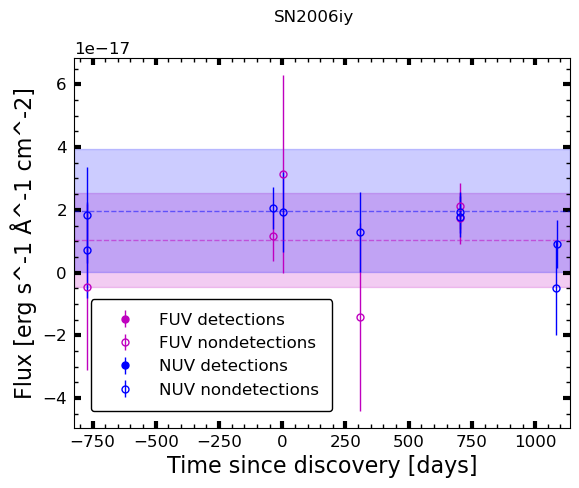 SN2006iy
1e−17
Flux [erg s^-1 Å^-1 cm^-2]
6
4
2
0
−2
−4
FUV detections
FUV nondetections
NUV detections
NUV nondetections
−750 −500 −250 0 250 500 750 1000
Time since discovery [days]